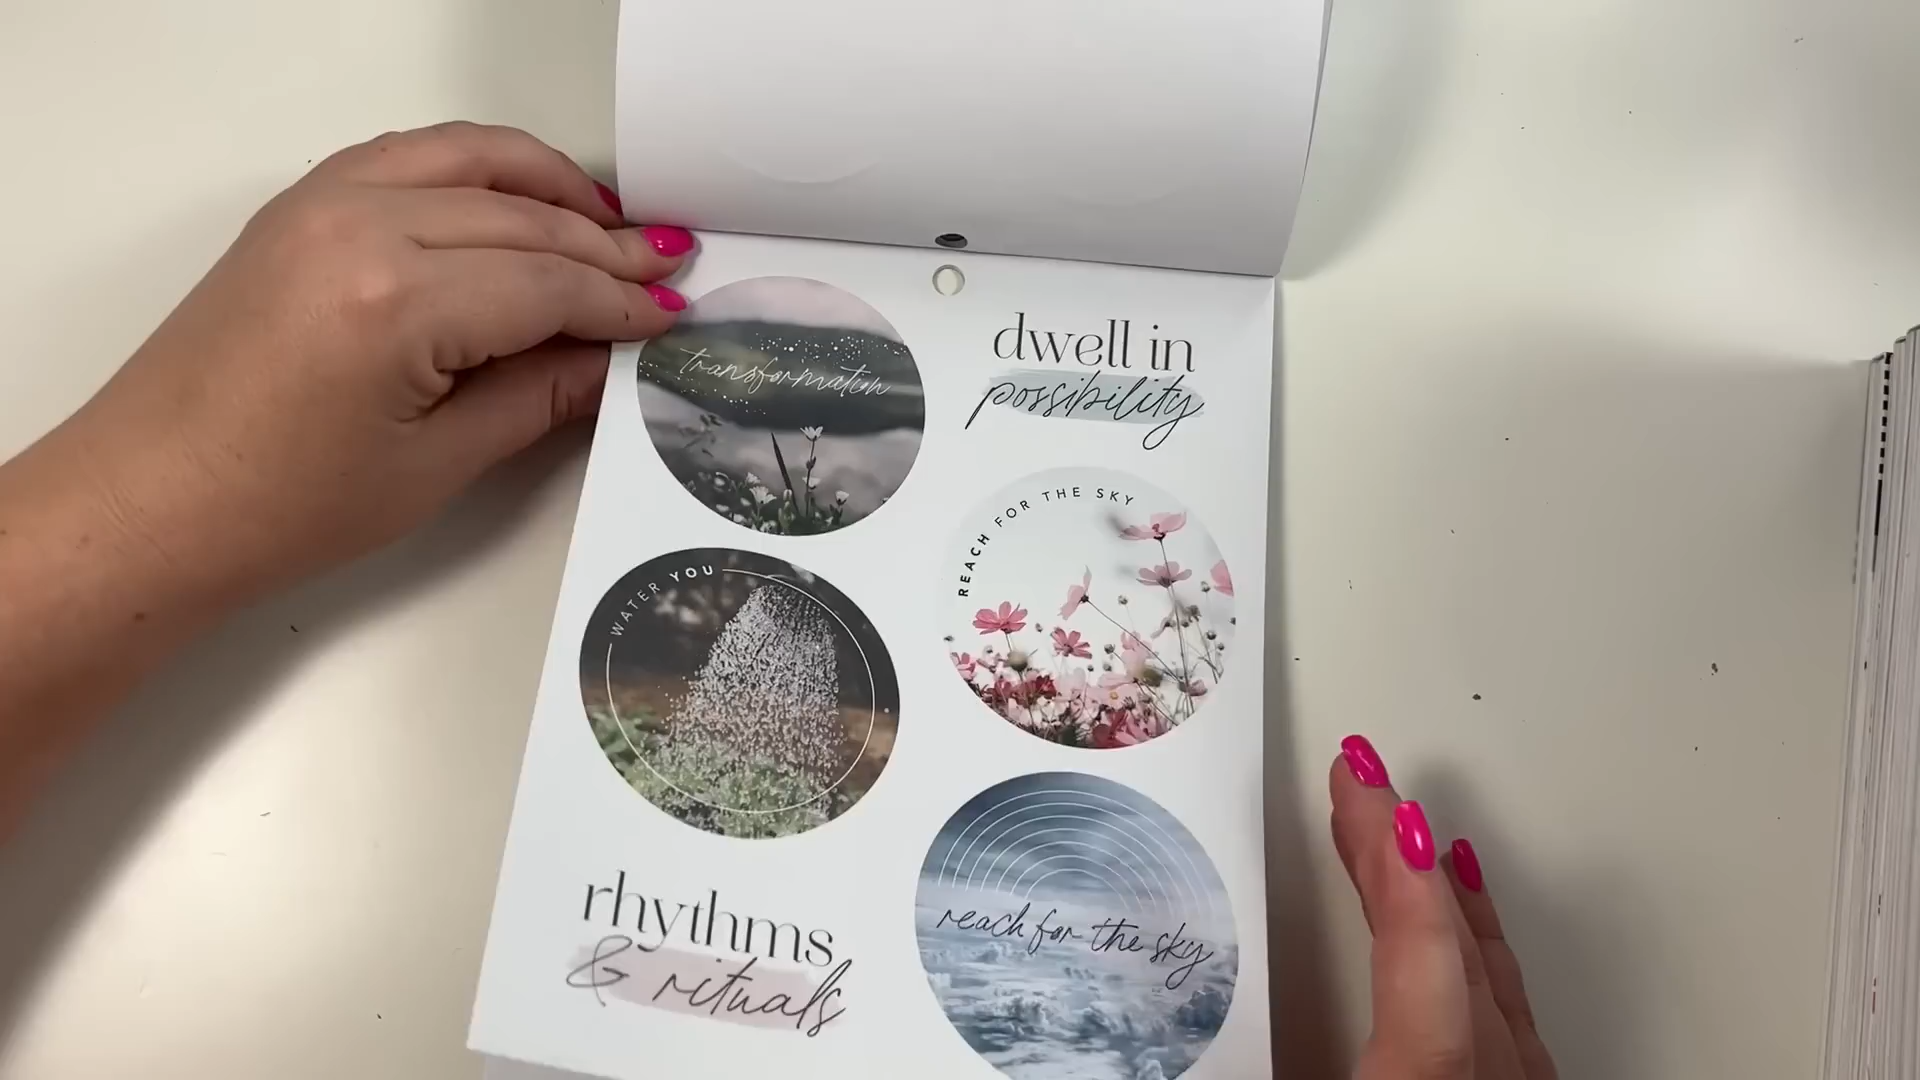 transformation
dwell in
possibility
REACH FOR THE SKY
WATER YOU
rhythms
& rituals
reach for the sky